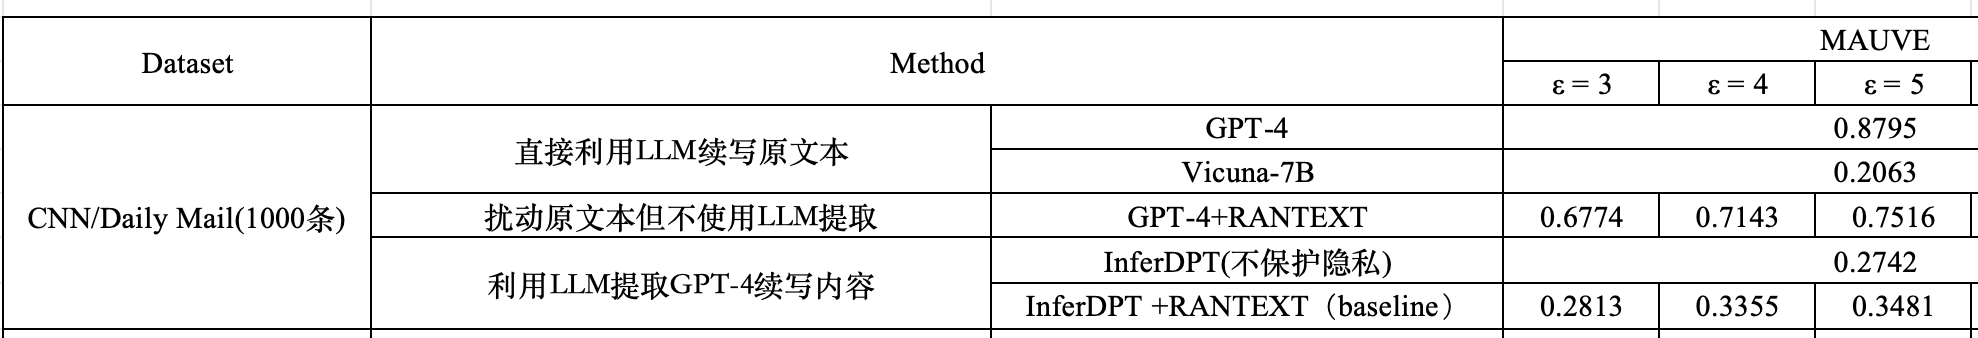 Dataset
Method
MAUVE
ε = 3
ε = 4
ε = 5
CNN/Daily Mail(1000条)
直接利用LLM续写原文本
GPT-4
0.8795
Vicuna-7B
0.2063
扰动原文本但不使用LLM提取
GPT-4+RANTEXT
0.6774
0.7143
0.7516
利用LLM提取GPT-4续写内容
InferDPT(不保护隐私)
0.2742
InferDPT +RANTEXT（baseline）
0.2813
0.3355
0.3481